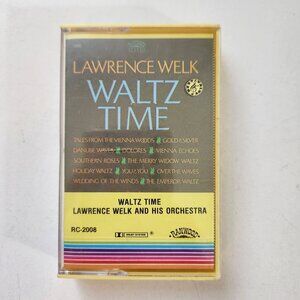 LAWRENCE WELK
WALTZ
TIME
TALES FROM THE VIENNA WOODS GOLD & SILVER
DANUBE WAVES DOLORES VIENNA ECHOES
SOUTHERN ROSES THE MERRY WIDOW WALTZ
HOLIDAY WALTZ YOU & YOU OVER THE WAVES
WEDDING OF THE WINDS THE EMPEROR WALTZ
WALTZ TIME
LAWRENCE WELK AND HIS ORCHESTRA
RC-2008 DOLBY SYSTEM RANWOOD